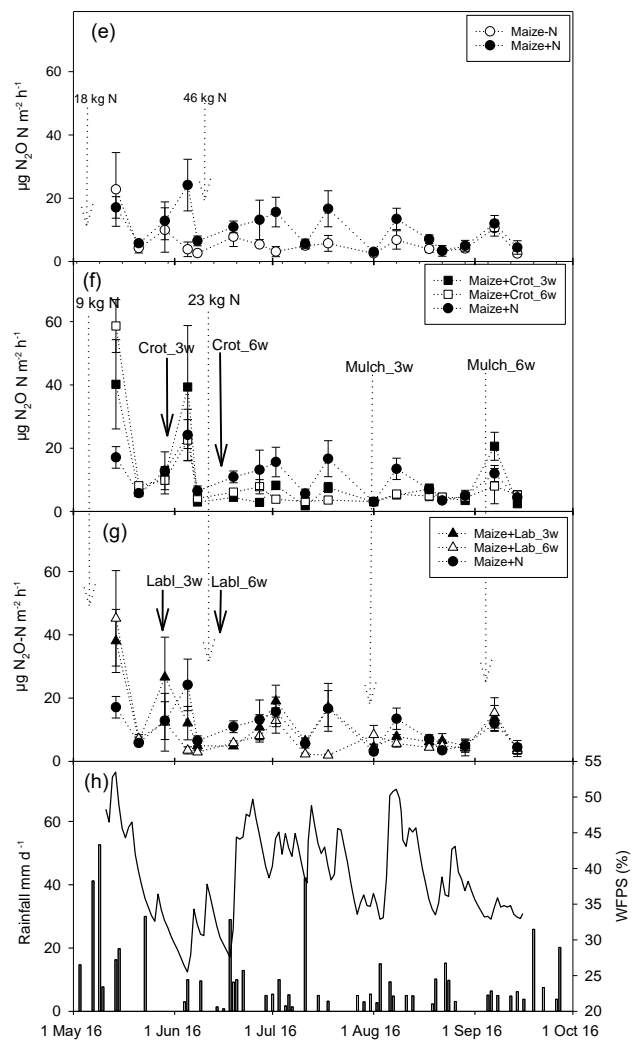 (e)
Maize-N
Maize+N
60
40
20
0
µg N2O N m-2 h-1
18 kg N
46 kg N
(f)
Maize+Crot_3w
Maize+Crot_6w
Maize+N
60
40
20
0
µg N2O N m-2 h-1
9 kg N
23 kg N
Crot_3w
Crot_6w
Mulch_3w
Mulch_6w
(g)
Maize+Lab_3w
Maize+Lab_6w
Maize+N
60
40
20
0
µg N2O-N m-2 h-1
Labl_3w
Labl_6w
(h)
60
40
20
0
Rainfall mm d-1
55
50
45
40
35
30
25
20
WFPS (%)
1 May 16
1 Jun 16
1 Jul 16
1 Aug 16
1 Sep 16
1 Oct 16